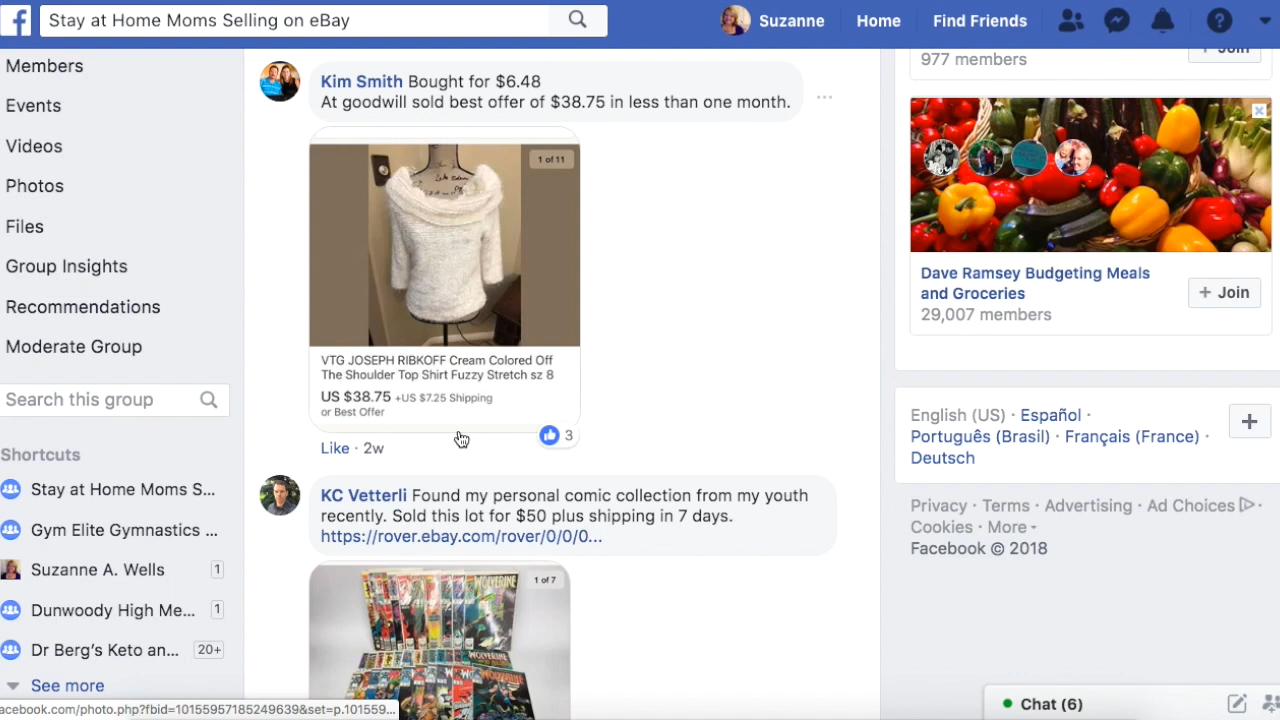 f
Stay at Home Moms Selling on eBay
Suzanne
Home
Find Friends
Members
Events
Videos
Photos
Files
Group Insights
Recommendations
Moderate Group
Search this group
Shortcuts
Stay at Home Moms S...
Gym Elite Gymnastics ...
Suzanne A. Wells 1
Dunwoody High Me... 1
Dr Berg's Keto an... 20+
See more
acebook.com/photo.php?fbid=10155957185249639&set=p.101559...
Kim Smith Bought for $6.48
At goodwill sold best offer of $38.75 in less than one month.
1 of 11
VTG JOSEPH RIBKOFF Cream Colored Off
The Shoulder Top Shirt Fuzzy Stretch sz 8
US $38.75 +US $7.25 Shipping
or Best Offer
3
Like · 2w
KC Vetterli Found my personal comic collection from my youth
recently. Sold this lot for $50 plus shipping in 7 days.
https://rover.ebay.com/rover/0/0/0...
1 of 7
WOLVERINE
977 members
+ Join
Dave Ramsey Budgeting Meals
and Groceries
29,007 members
+ Join
English (US) · Español ·
Português (Brasil) · Français (France) ·
Deutsch
Privacy · Terms · Advertising · Ad Choices ·
Cookies · More
Facebook © 2018
Chat (6)